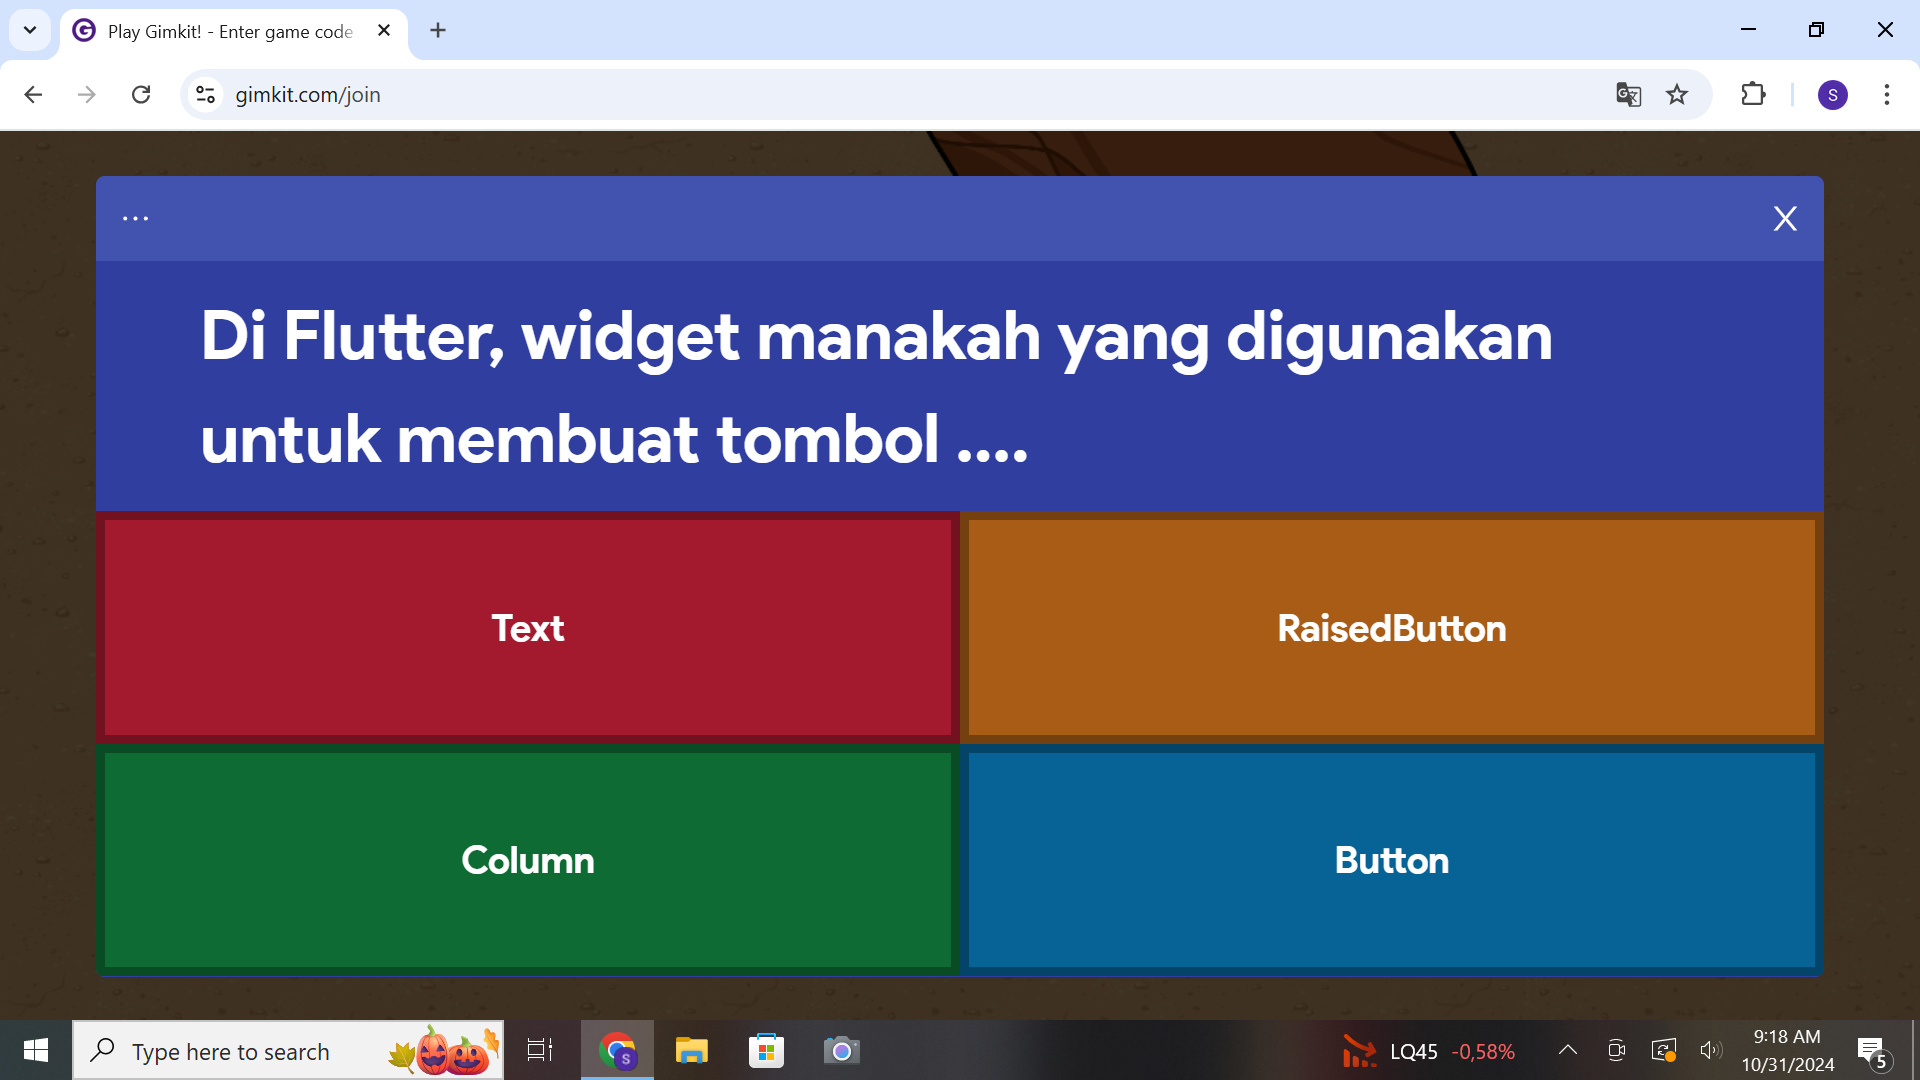 Play Gimkit! - Enter game code
gimkit.com/join
S
...
X
Di Flutter, widget manakah yang digunakan
untuk membuat tombol ....
Text
RaisedButton
Column
Button
Type here to search
S
LQ45 -0,58%
9:18 AM
10/31/2024
5